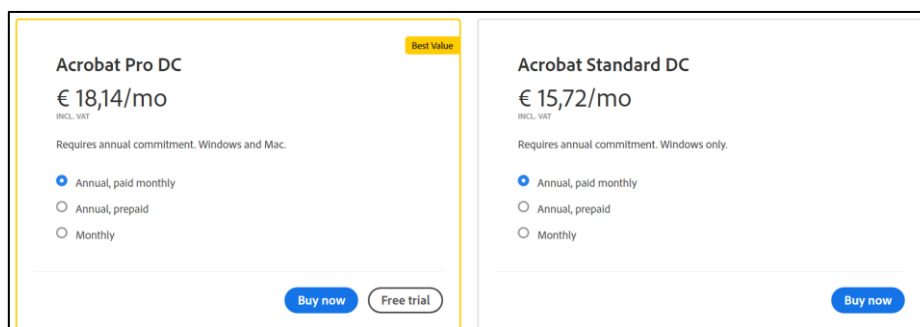 Best Value
Acrobat Pro DC
€ 18,14/mo
INCL. VAT
Requires annual commitment. Windows and Mac.
Annual, paid monthly
Annual, prepaid
Monthly
Buy now
Free trial
Acrobat Standard DC
€ 15,72/mo
INCL. VAT
Requires annual commitment. Windows only.
Annual, paid monthly
Annual, prepaid
Monthly
Buy now